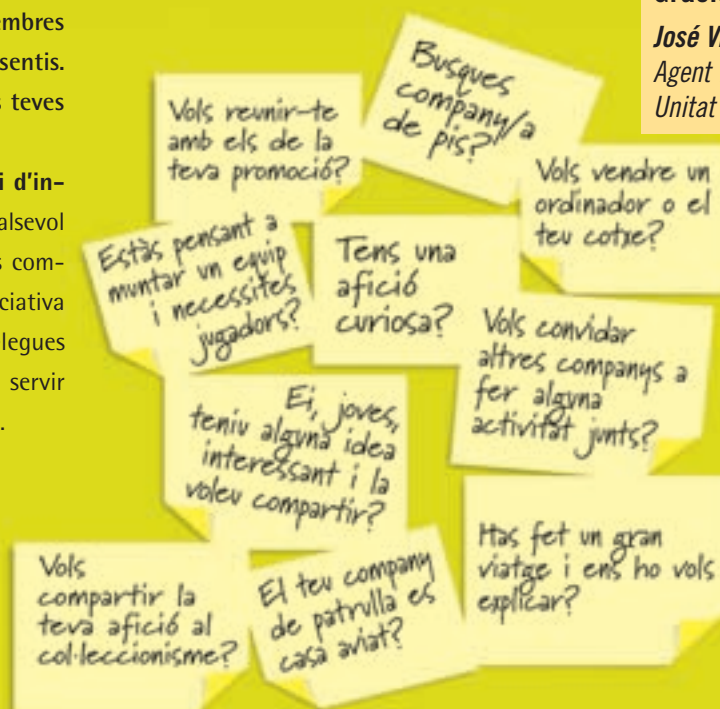 embres
sentis.
s teves
i d'in-
alsevol
s com-
ciativa
legues
servir
.
José V
Agent
Unitat
Busques
company/a
de pis?
Vols reunir-te
amb els de la
teva promoció?
Vols vendre un
ordinador o el
teu cotxe?
Estàs pensant a
muntar un equip
i necessites
jugadors?
Tens una
afició
curiosa?
Vols convidar
altres companys a
fer alguna
activitat junts?
Ei, joves,
teniu alguna idea
interessant i la
voleu compartir?
Has fet un gran
viatge i ens ho vols
explicar?
Vols
compartir la
teva afició al
col·leccionisme?
El teu company
de patrulla es
casa aviat?